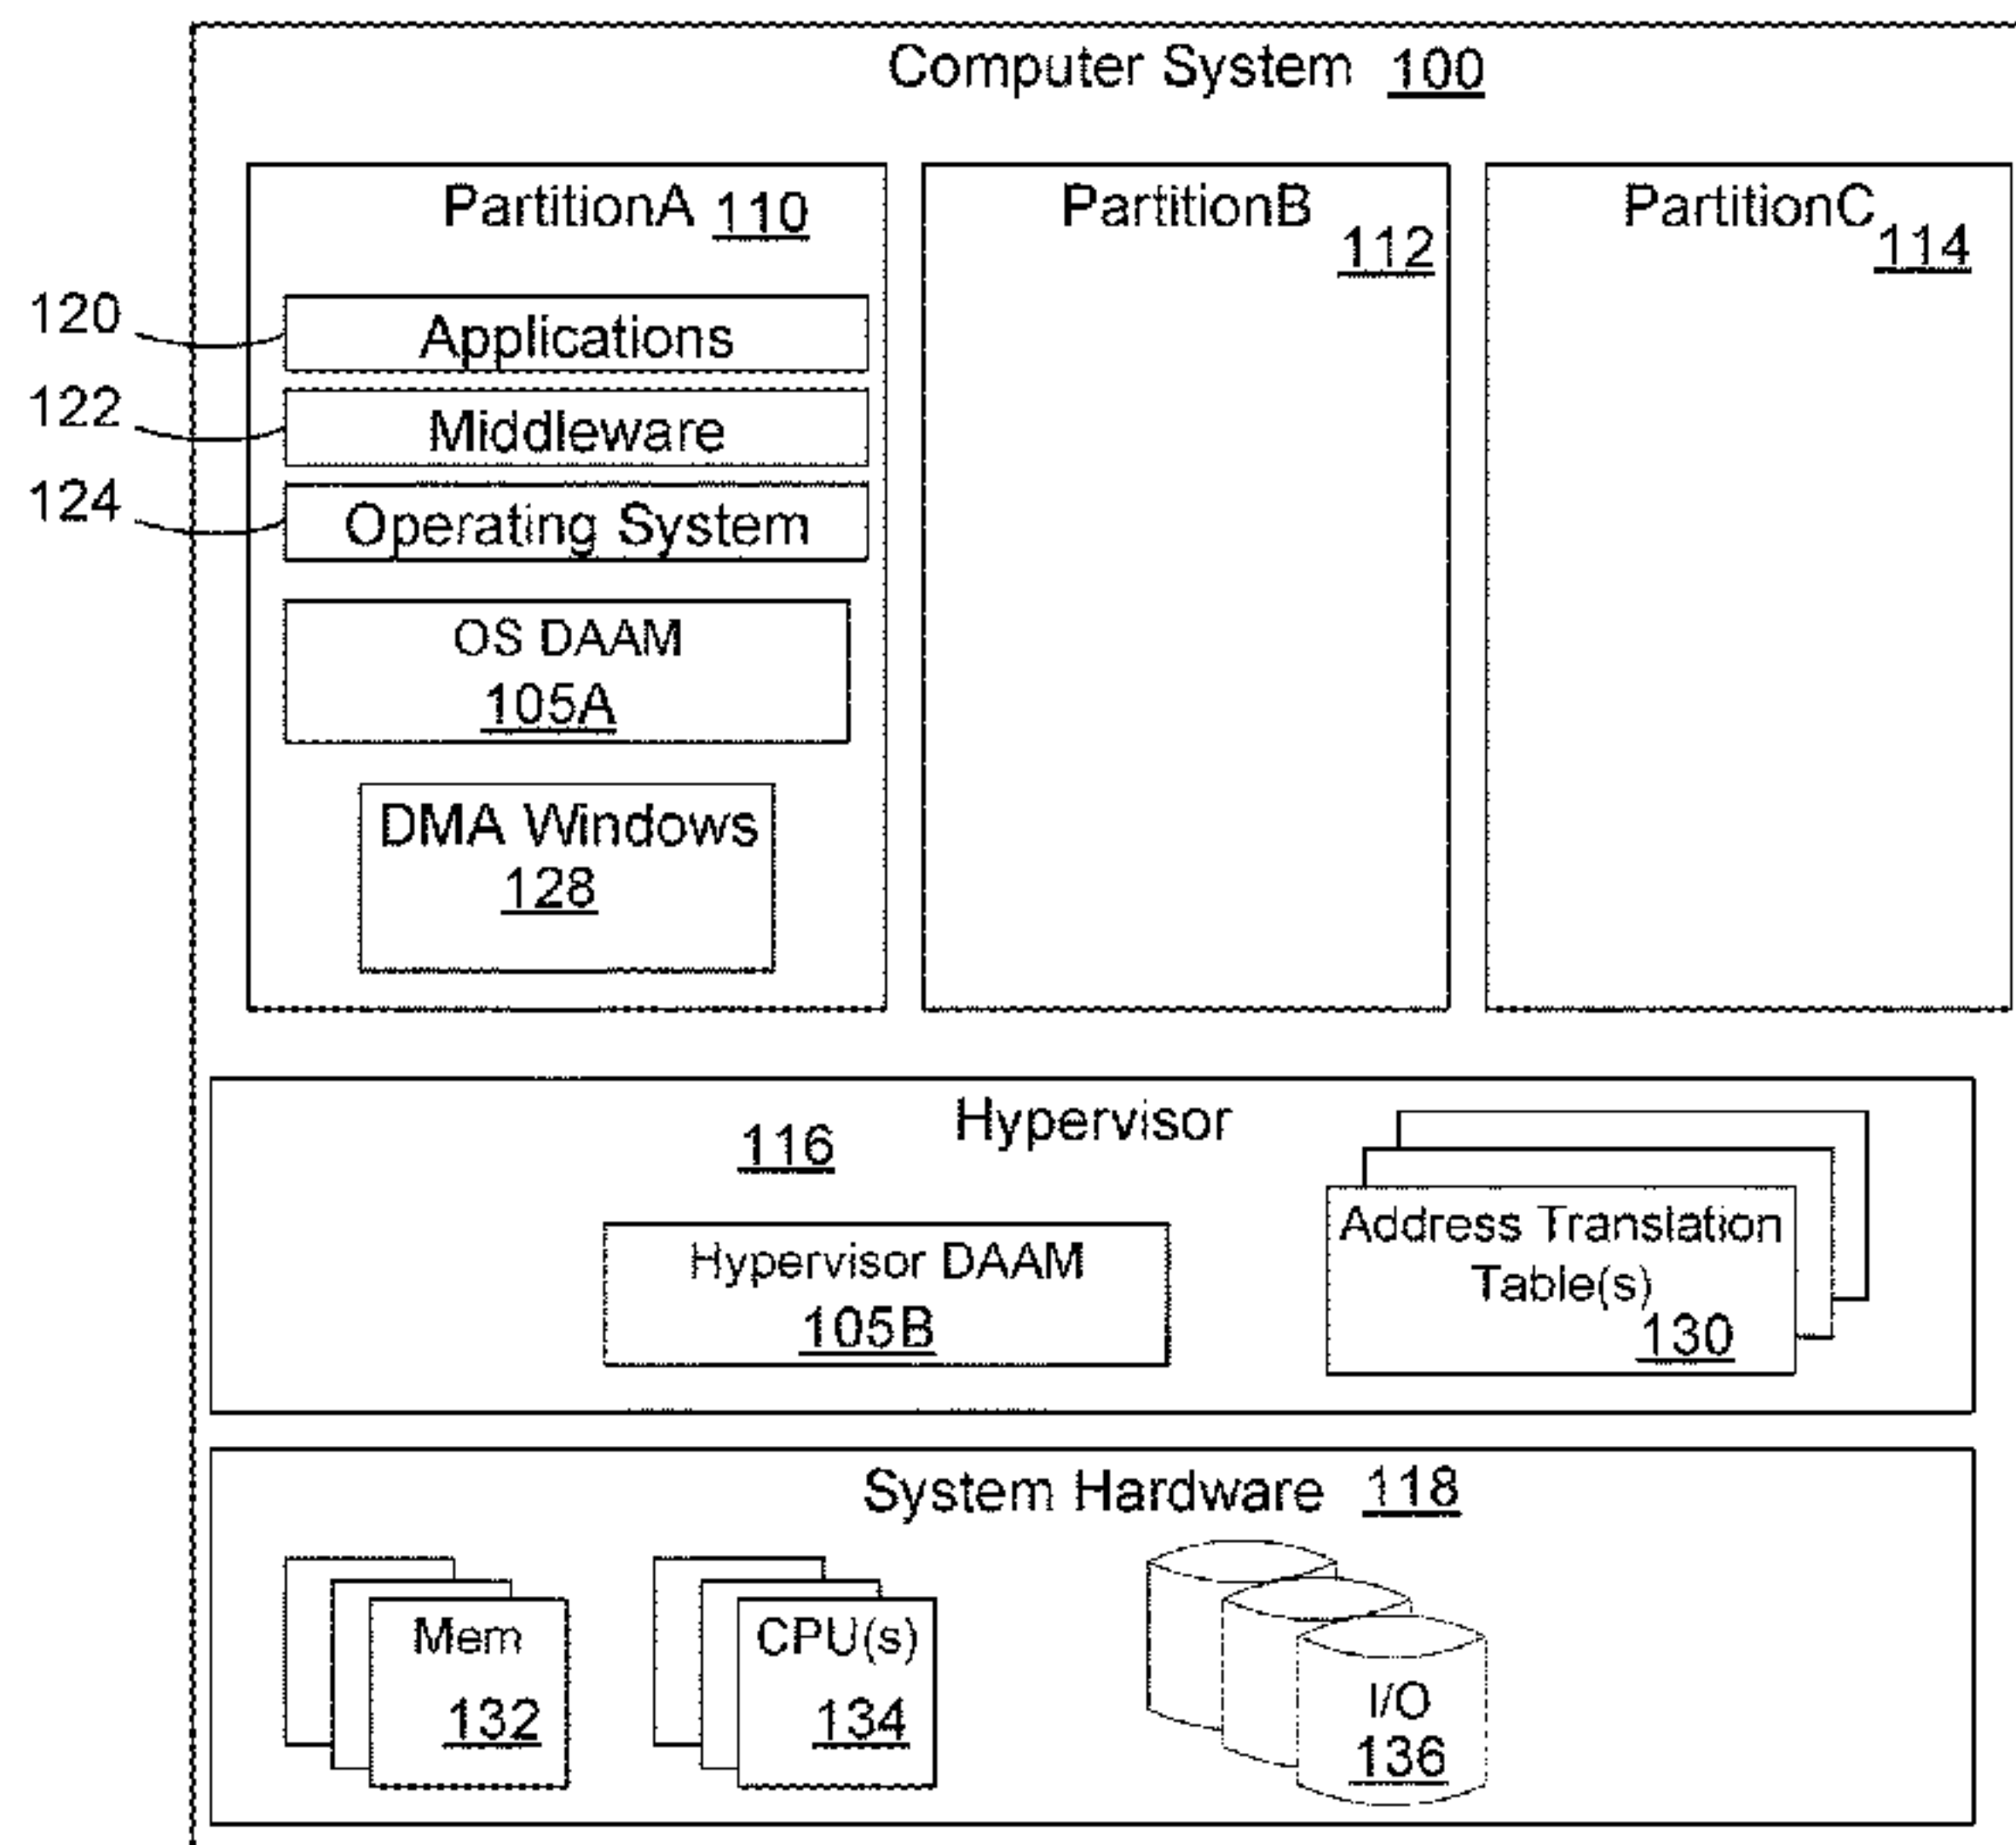 Computer System 100
PartitionA 110
PartitionB
112
PartitionC
114
120
Applications
122
Middleware
124
Operating System
OS DAAM
105A
DMA Windows
128
Hypervisor
116
Hypervisor DAAM
105B
Address Translation
Table(s)
130
System Hardware 118
Mem
132
CPU(s)
134
I/O
136